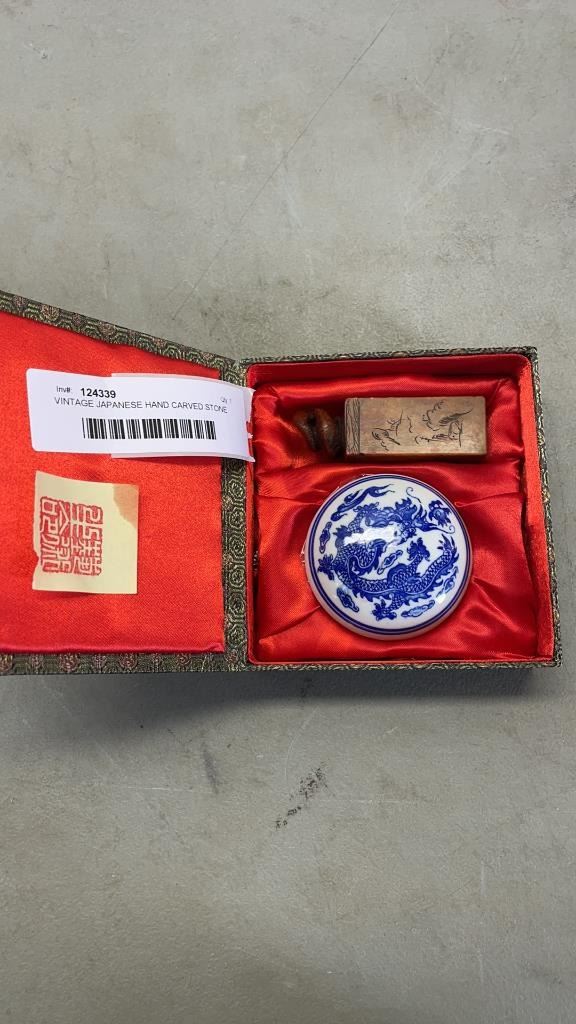 Inv#: 124339
Qty 1
VINTAGE JAPANESE HAND CARVED STONE